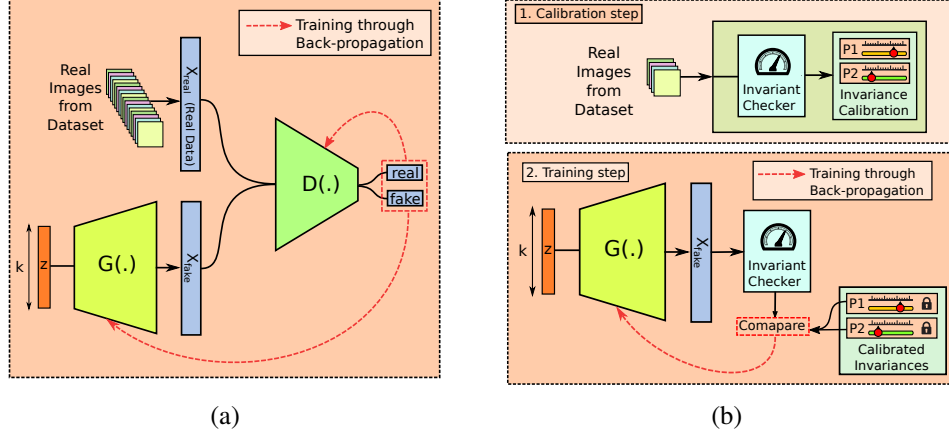 Training through
Back-propagation
Real
Images
from
Dataset
X_real (Real Data)
D(.)
real
fake
k
z
G(.)
X_fake
(a)
1. Calibration step
Real
Images
from
Dataset
Invariant
Checker
P1
P2
Invariance
Calibration
2. Training step
Training through
Back-propagation
k
z
G(.)
X_fake
Invariant
Checker
Comapare
P1
P2
Calibrated
Invariances
(b)